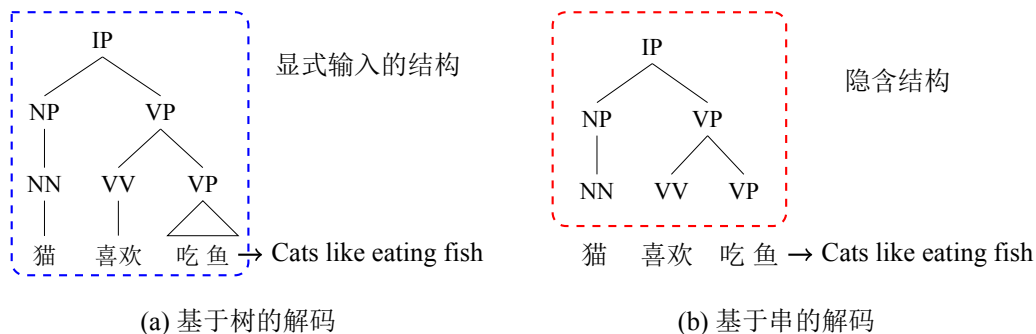 IP
显式输入的结构
NP VP
NN VV VP
猫 喜欢 吃 鱼 → Cats like eating fish
(a) 基于树的解码
IP
隐含结构
NP VP
NN VV VP
猫 喜欢 吃 鱼 → Cats like eating fish
(b) 基于串的解码